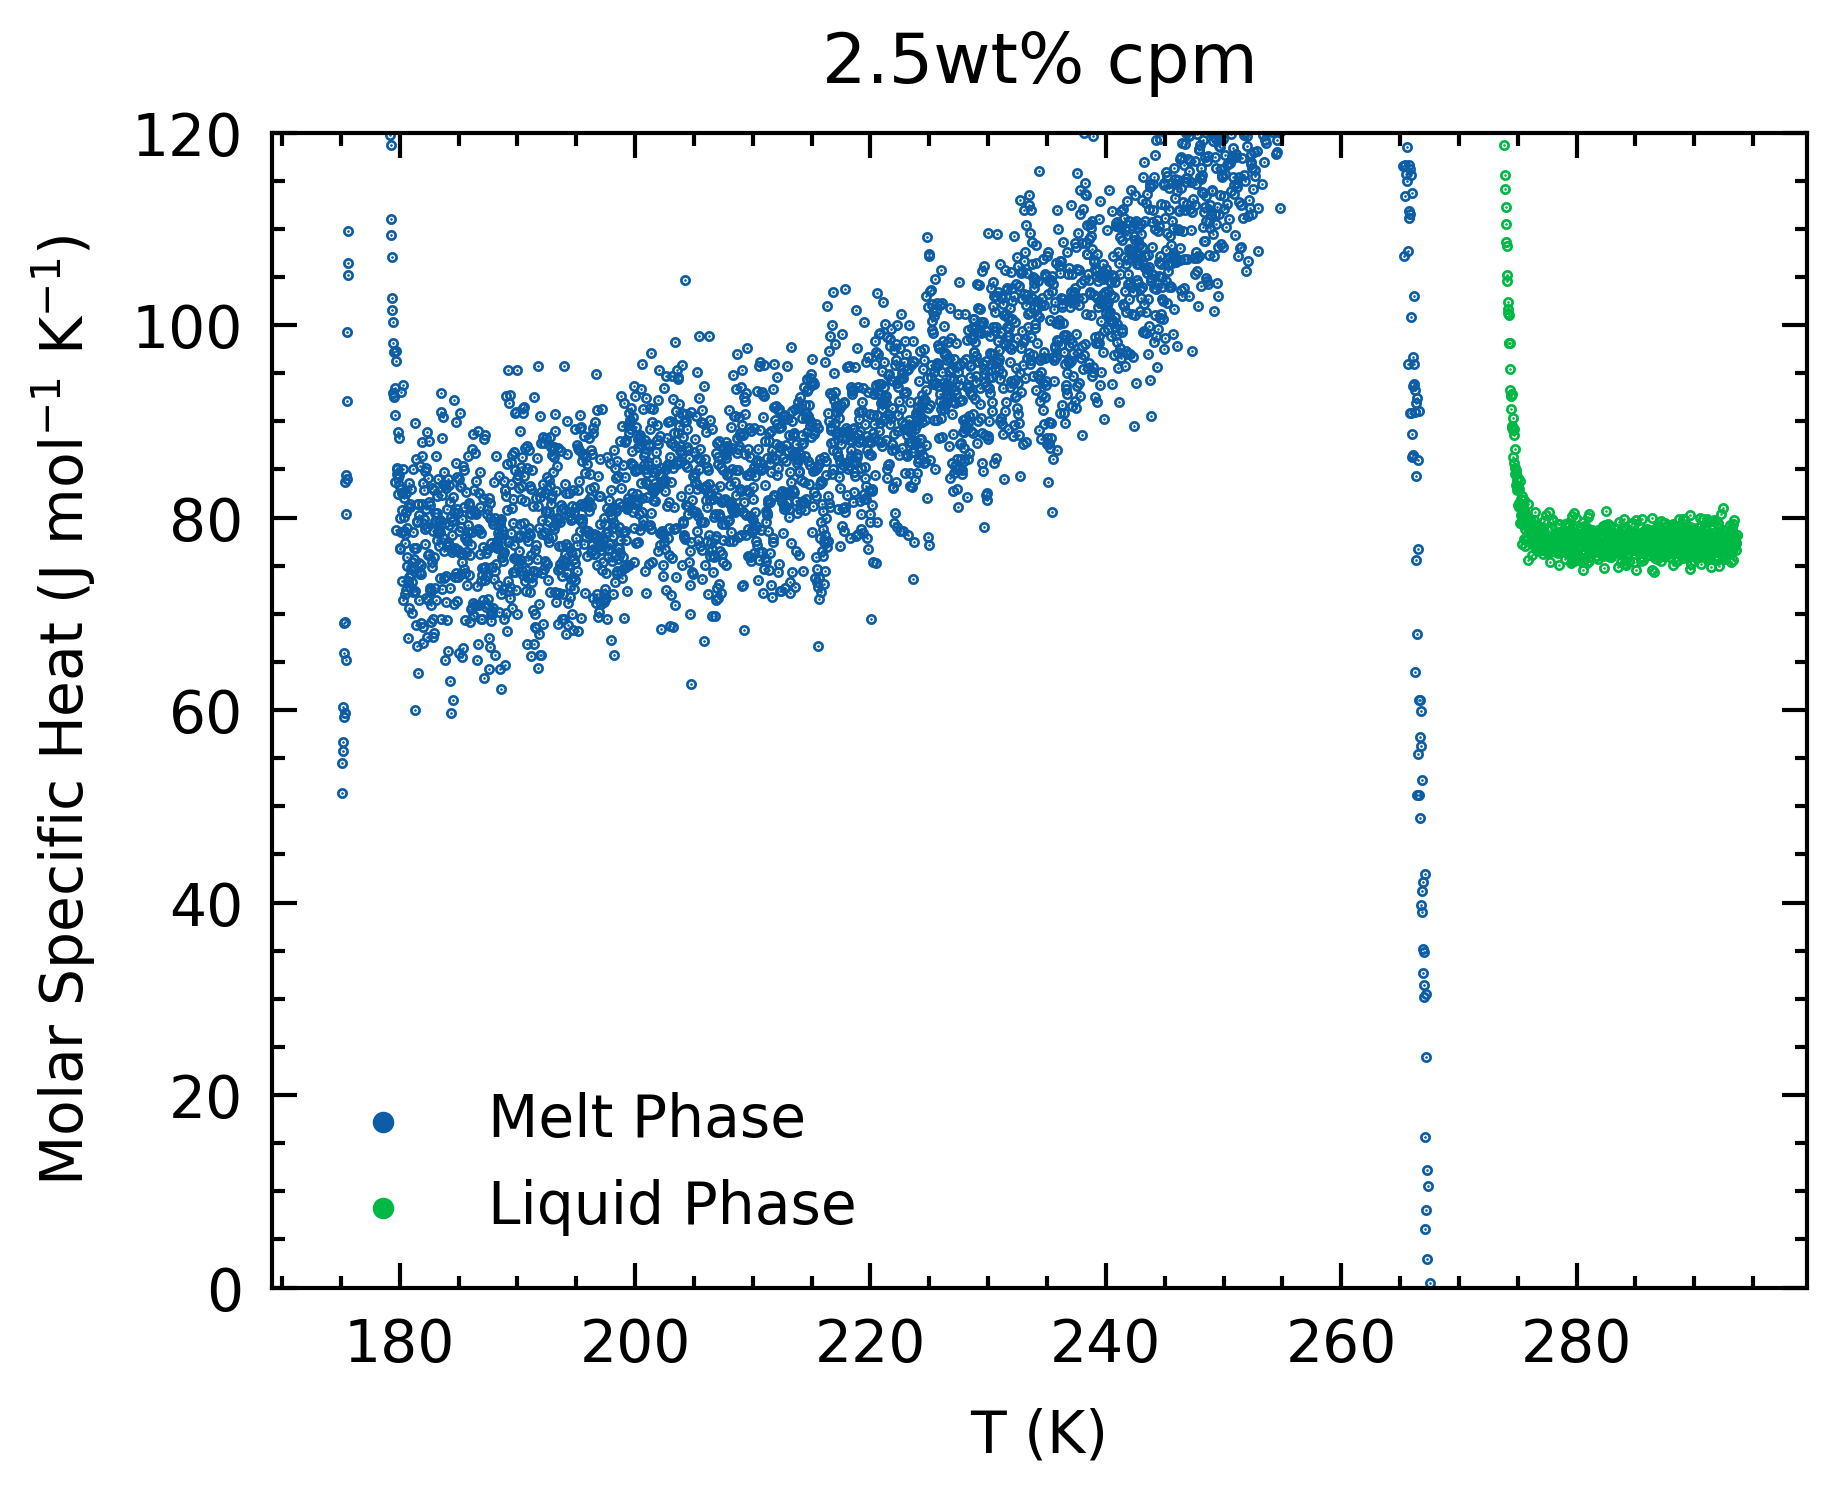 2.5wt% cpm
Molar Specific Heat (J mol⁻¹ K⁻¹)
120
100
80
60
40
20
0
Melt Phase
Liquid Phase
180 200 220 240 260 280
T (K)